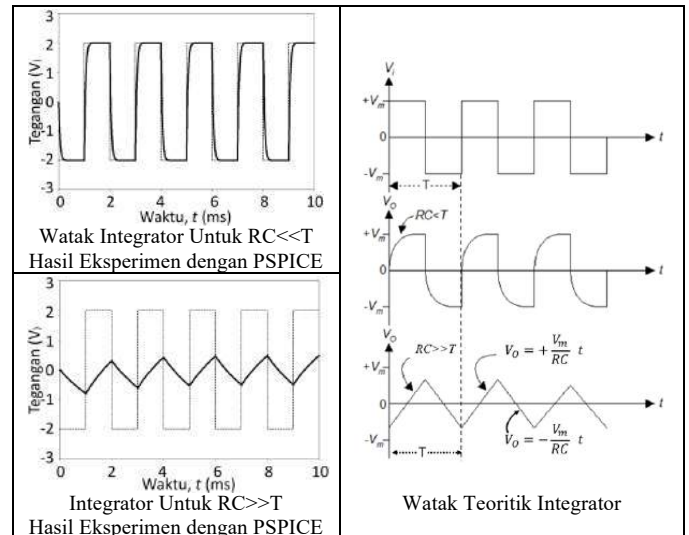 3
2
1
0
-1
-2
-3
Tegangan (V)
0 2 4 6 8 10
Waktu, t (ms)
Watak Integrator Untuk RC<<T
Hasil Eksperimen dengan PSPICE
3
2
1
0
-1
-2
-3
Tegangan (V)
0 2 4 6 8 10
Waktu, t (ms)
Integrator Untuk RC>>T
Hasil Eksperimen dengan PSPICE
Vi
+Vm
0
-Vm
t
T
VO
RC<T
+Vm
0
-Vm
t
VO
+Vm
RC>>T
VO = + Vm/RC t
0
t
-Vm
VO = − Vm/RC t
T
Watak Teoritik Integrator